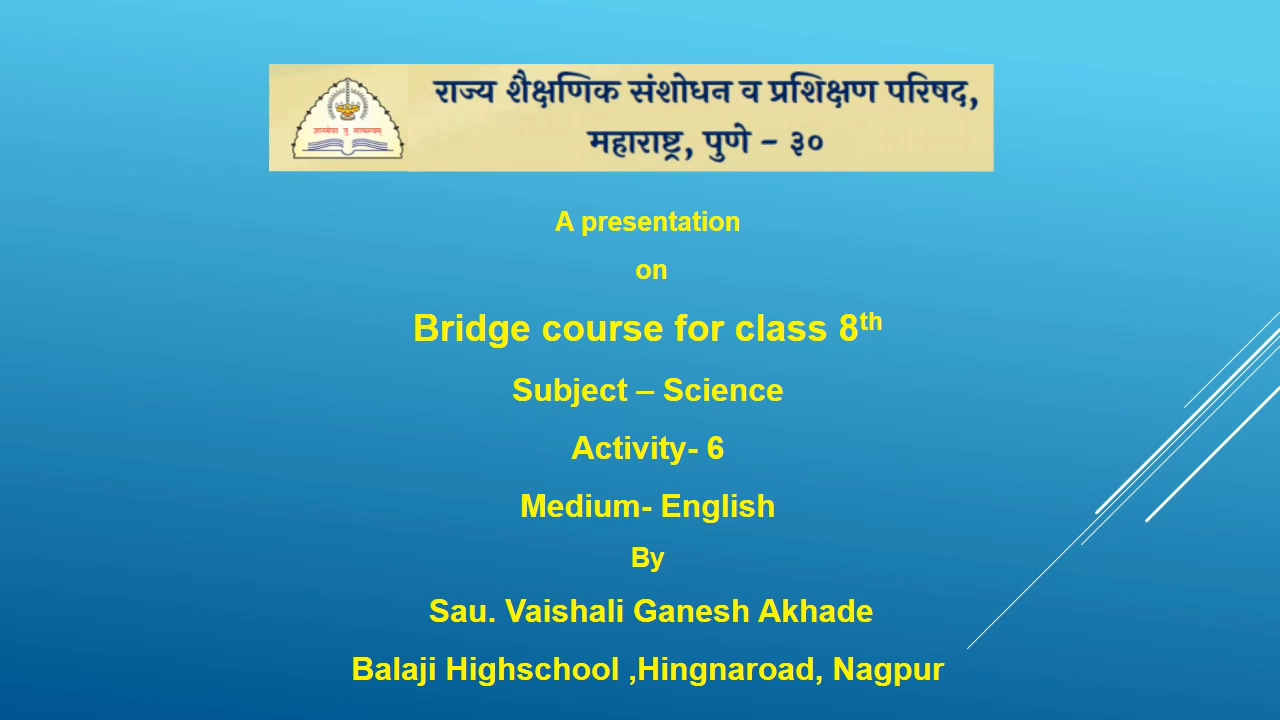 राज्य शैक्षणिक संशोधन व प्रशिक्षण परिषद,
महाराष्ट्र, पुणे – ३०
A presentation
on
Bridge course for class 8th
Subject – Science
Activity- 6
Medium- English
By
Sau. Vaishali Ganesh Akhade
Balaji Highschool ,Hingnaroad, Nagpur